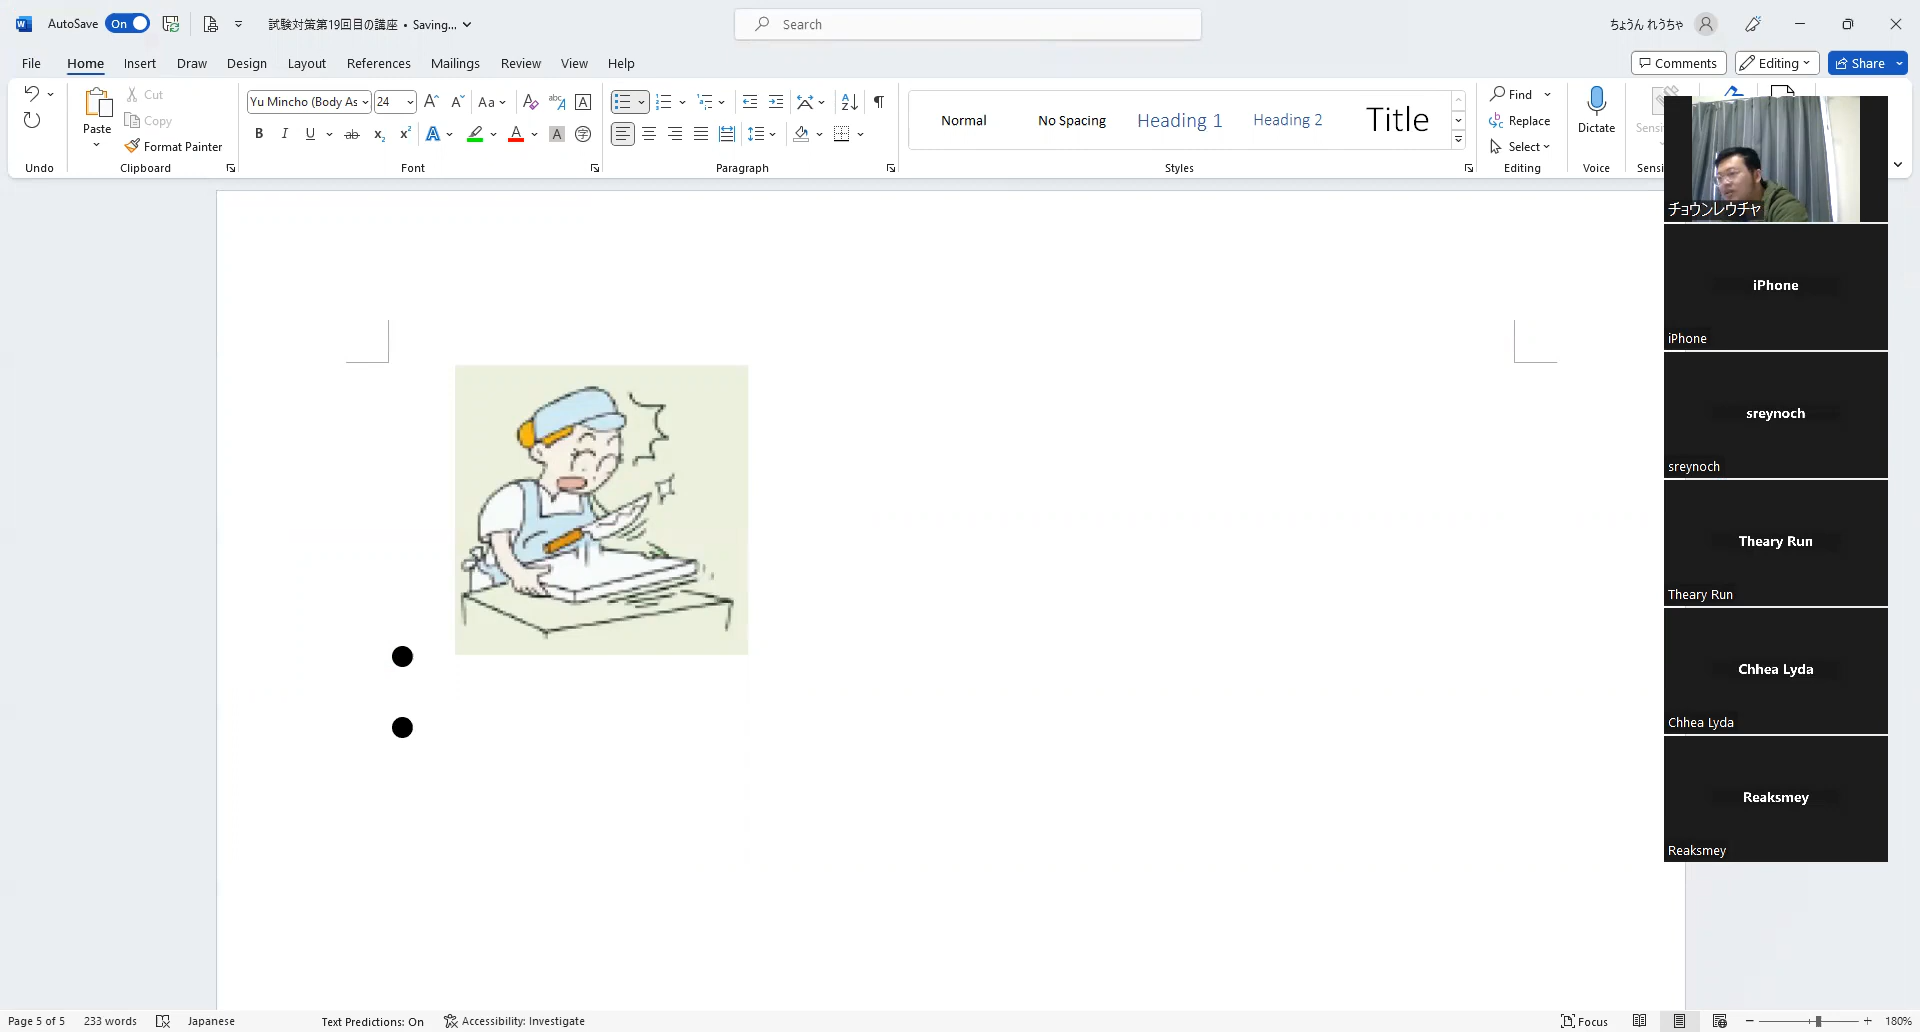 AutoSave On 試験対策第19回目の講座 • Saving... Search ちょうん れうちゃ
File Home Insert Draw Design Layout References Mailings Review View Help Comments Editing Share
Paste Cut Copy Format Painter
Yu Mincho (Body As 24
Normal No Spacing Heading 1 Heading 2 Title
Find Replace Select
Dictate Sensi
Undo Clipboard Font Paragraph Styles Editing Voice Sensi
チョウンレウチャ
iPhone
iPhone
sreynoch
sreynoch
Theary Run
Theary Run
Chhea Lyda
Chhea Lyda
Reaksmey
Reaksmey
Page 5 of 5 233 words Japanese Text Predictions: On Accessibility: Investigate Focus 180%